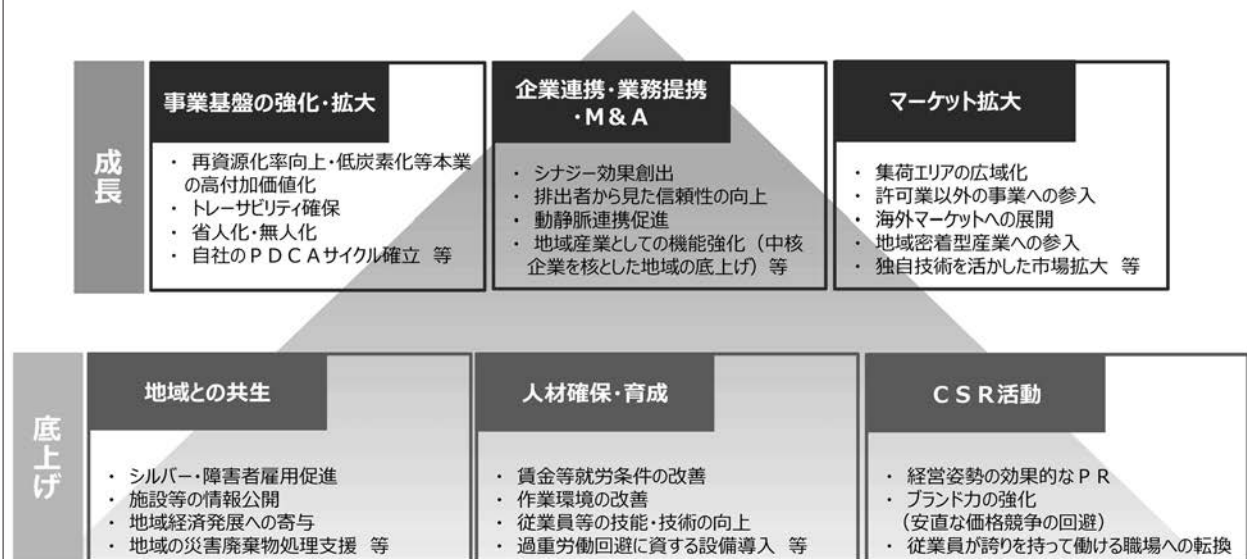 成長
事業基盤の強化・拡大
・ 再資源化率向上・低炭素化等本業
の高付加価値化
・ トレーサビリティ確保
・ 省人化・無人化
・ 自社のＰＤＣＡサイクル確立 等
企業連携・業務提携
・Ｍ＆Ａ
・ シナジー効果創出
・ 排出者から見た信頼性の向上
・ 動静脈連携促進
・ 地域産業としての機能強化（中核
企業を核とした地域の底上げ）等
マーケット拡大
・ 集荷エリアの広域化
・ 許可業以外の事業への参入
・ 海外マーケットへの展開
・ 地域密着型産業への参入
・ 独自技術を活かした市場拡大 等
底上げ
地域との共生
・ シルバー・障害者雇用促進
・ 施設等の情報公開
・ 地域経済発展への寄与
・ 地域の災害廃棄物処理支援 等
人材確保・育成
・ 賃金等就労条件の改善
・ 作業環境の改善
・ 従業員等の技能・技術の向上
・ 過重労働回避に資する設備導入 等
ＣＳＲ活動
・ 経営姿勢の効果的なＰＲ
・ ブランド力の強化
（安直な価格競争の回避）
・ 従業員が誇りを持って働ける職場への転換